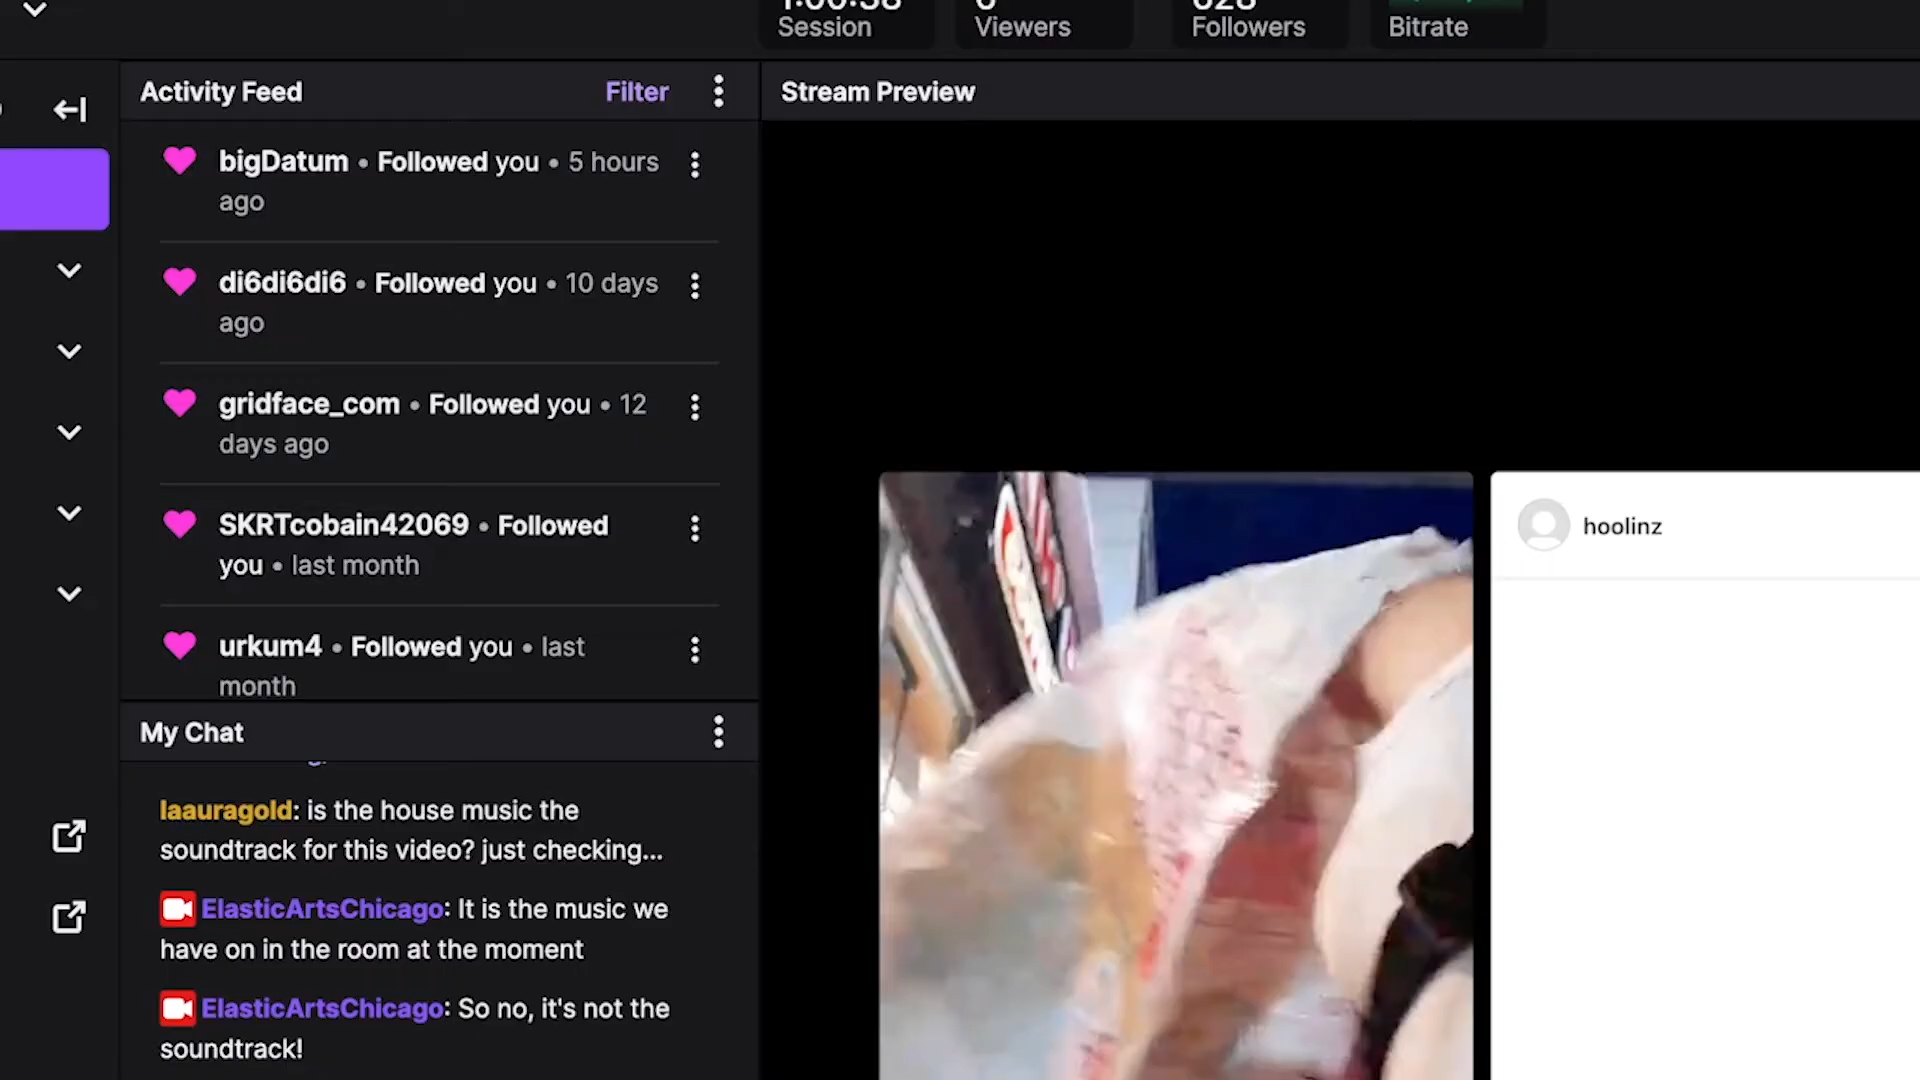 Session
Viewers
628
Followers
Bitrate
Activity Feed
Filter
Stream Preview
bigDatum • Followed you • 5 hours
ago
di6di6di6 • Followed you • 10 days
ago
gridface_com • Followed you • 12
days ago
SKRTcobain42069 • Followed
you • last month
urkum4 • Followed you • last
month
My Chat
laauragold: is the house music the
soundtrack for this video? just checking...
ElasticArtsChicago: It is the music we
have on in the room at the moment
ElasticArtsChicago: So no, it's not the
soundtrack!
hoolinz